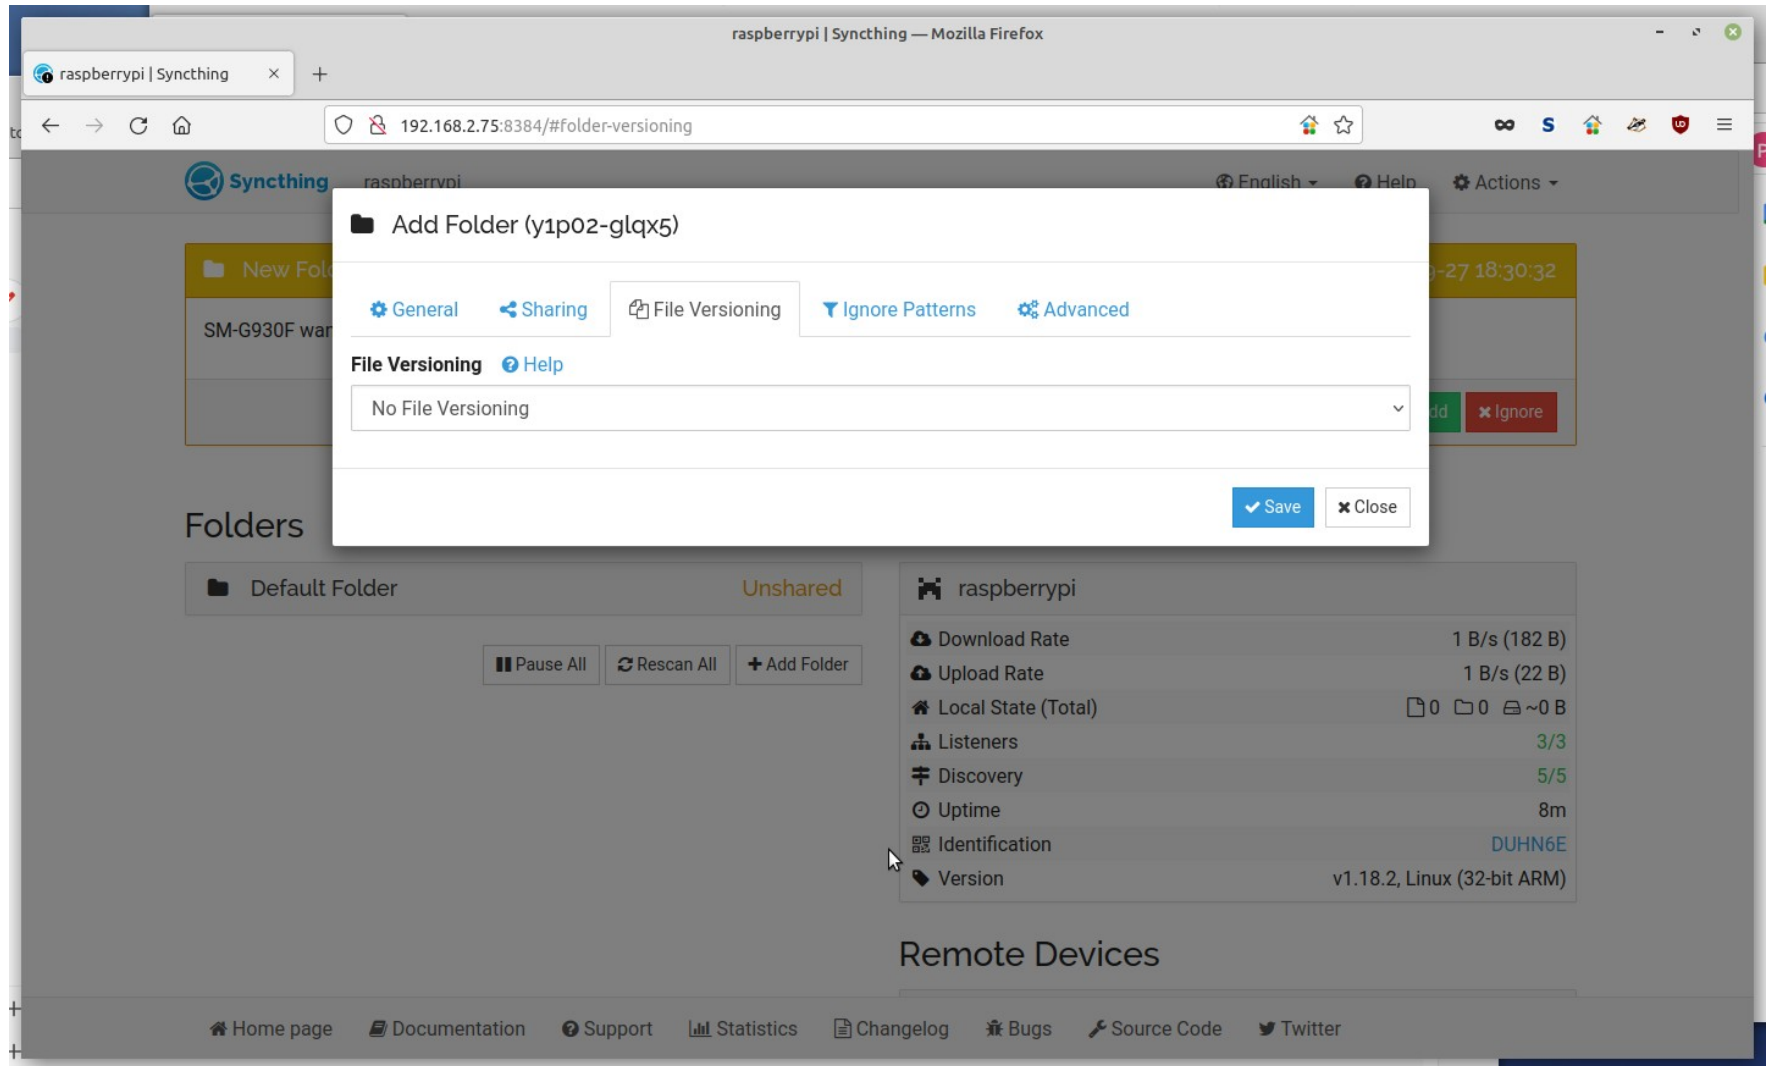 raspberrypi | Syncthing — Mozilla Firefox
raspberrypi | Syncthing
192.168.2.75:8384/#folder-versioning
Syncthing raspberrypi English Help Actions
Add Folder (y1p02-glqx5)
New Fol 9-27 18:30:32
General Sharing File Versioning Ignore Patterns Advanced
SM-G930F wan
File Versioning Help
No File Versioning
dd Ignore
Save Close
Folders
Default Folder Unshared
Pause All Rescan All Add Folder
raspberrypi
Download Rate 1 B/s (182 B)
Upload Rate 1 B/s (22 B)
Local State (Total) 0 0 ~0 B
Listeners 3/3
Discovery 5/5
Uptime 8m
Identification DUHN6E
Version v1.18.2, Linux (32-bit ARM)
Remote Devices
Home page Documentation Support Statistics Changelog Bugs Source Code Twitter